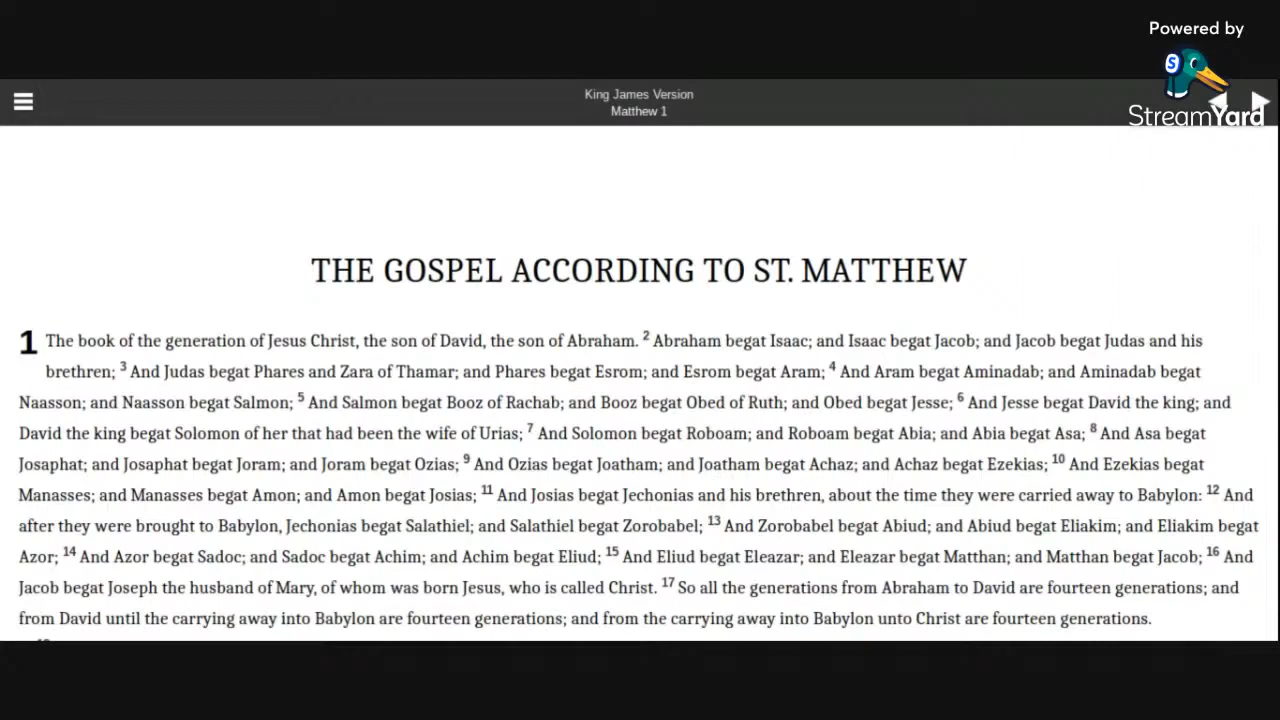 Powered by
King James Version
Matthew 1
StreamYard
THE GOSPEL ACCORDING TO ST. MATTHEW
1 The book of the generation of Jesus Christ, the son of David, the son of Abraham. 2 Abraham begat Isaac; and Isaac begat Jacob; and Jacob begat Judas and his
brethren; 3 And Judas begat Phares and Zara of Thamar; and Phares begat Esrom; and Esrom begat Aram; 4 And Aram begat Aminadab; and Aminadab begat
Naasson; and Naasson begat Salmon; 5 And Salmon begat Booz of Rachab; and Booz begat Obed of Ruth; and Obed begat Jesse; 6 And Jesse begat David the king; and
David the king begat Solomon of her that had been the wife of Urias; 7 And Solomon begat Roboam; and Roboam begat Abia; and Abia begat Asa; 8 And Asa begat
Josaphat; and Josaphat begat Joram; and Joram begat Ozias; 9 And Ozias begat Joatham; and Joatham begat Achaz; and Achaz begat Ezekias; 10 And Ezekias begat
Manasses; and Manasses begat Amon; and Amon begat Josias; 11 And Josias begat Jechonias and his brethren, about the time they were carried away to Babylon: 12 And
after they were brought to Babylon, Jechonias begat Salathiel; and Salathiel begat Zorobabel; 13 And Zorobabel begat Abiud; and Abiud begat Eliakim; and Eliakim begat
Azor; 14 And Azor begat Sadoc; and Sadoc begat Achim; and Achim begat Eliud; 15 And Eliud begat Eleazar; and Eleazar begat Matthan; and Matthan begat Jacob; 16 And
Jacob begat Joseph the husband of Mary, of whom was born Jesus, who is called Christ. 17 So all the generations from Abraham to David are fourteen generations; and
from David until the carrying away into Babylon are fourteen generations; and from the carrying away into Babylon unto Christ are fourteen generations.